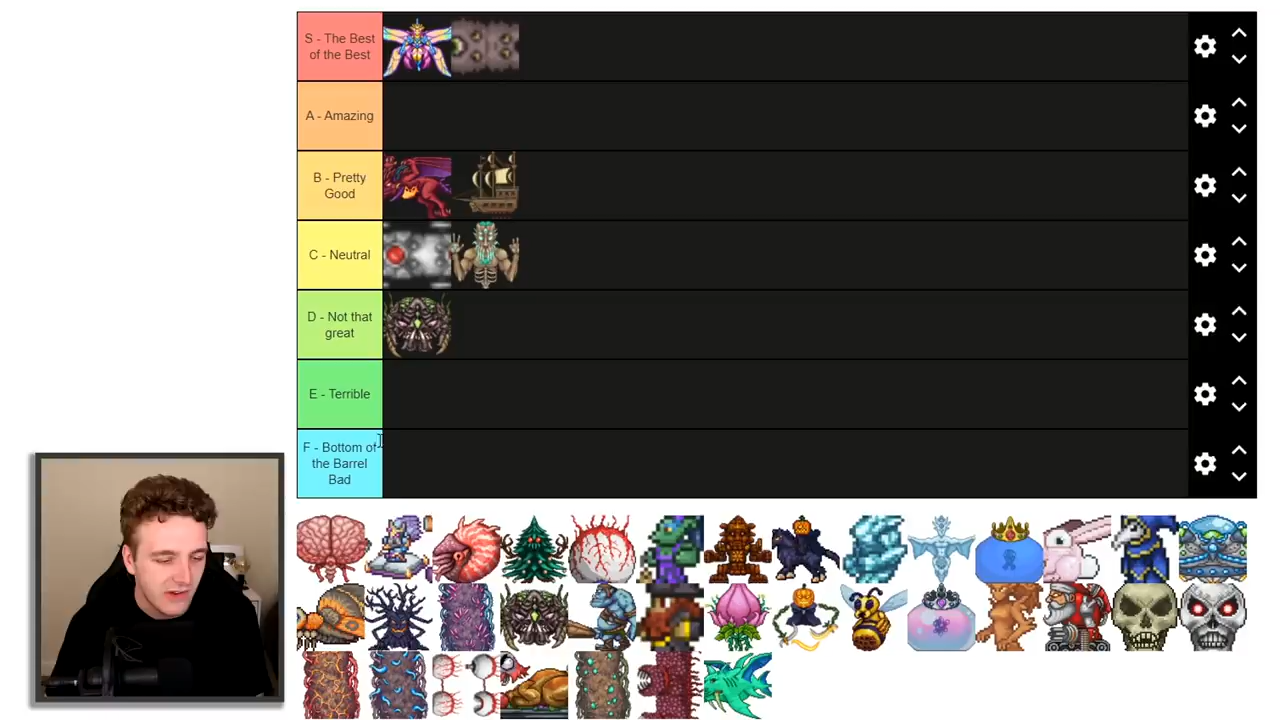 S - The Best
of the Best
A - Amazing
B - Pretty
Good
C - Neutral
D - Not that
great
E - Terrible
F - Bottom of
the Barrel
Bad